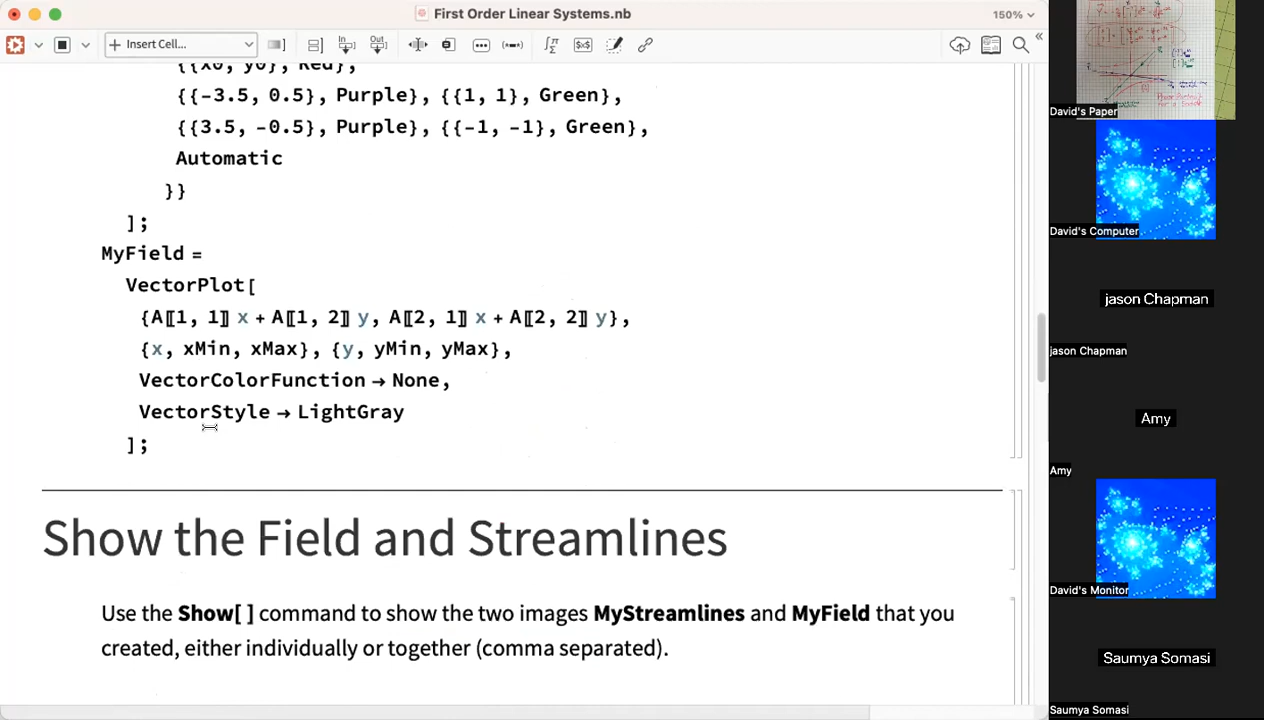 First Order Linear Systems.nb
150%
Insert Cell...
{{x0, y0}, Red},
{{-3.5, 0.5}, Purple}, {{1, 1}, Green},
{{3.5, -0.5}, Purple}, {{-1, -1}, Green},
Automatic
}}
];
MyField =
VectorPlot[
{A⟦1, 1⟧ x + A⟦1, 2⟧ y, A⟦2, 1⟧ x + A⟦2, 2⟧ y},
{x, xMin, xMax}, {y, yMin, yMax},
VectorColorFunction → None,
VectorStyle → LightGray
];
Show the Field and Streamlines
Use the Show[ ] command to show the two images MyStreamlines and MyField that you
created, either individually or together (comma separated).
David's Paper
David's Computer
jason Chapman
jason Chapman
Amy
Amy
David's Monitor
Saumya Somasi
Saumya Somasi